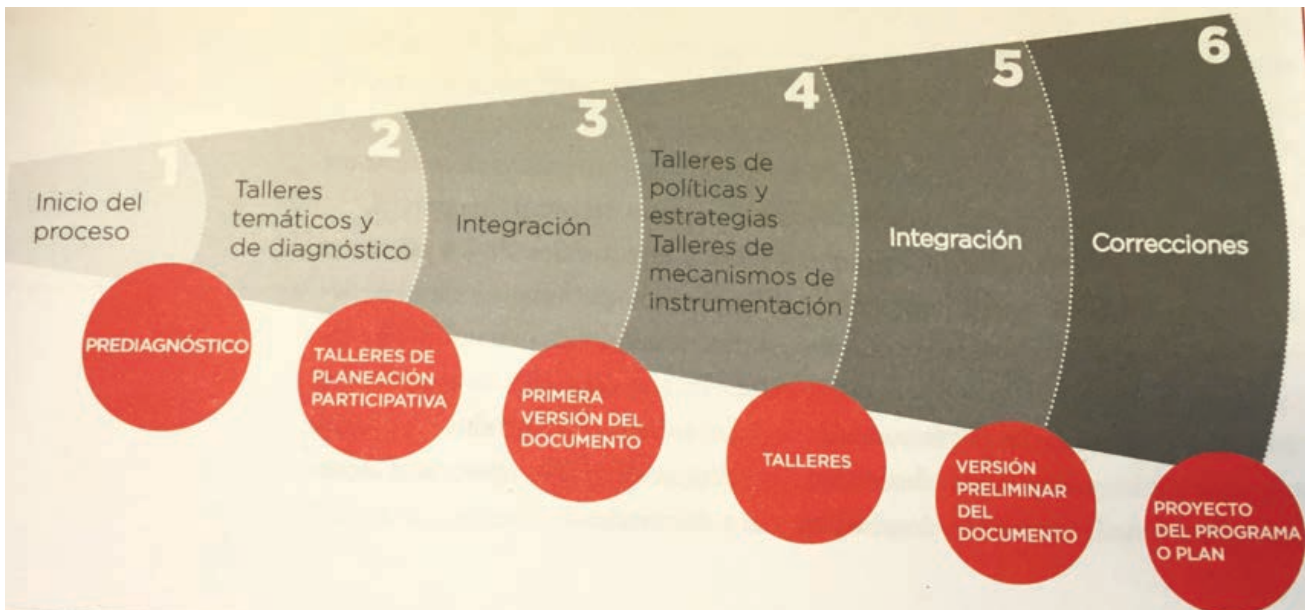 1
Inicio del
proceso
2
Talleres
temáticos y
de diagnóstico
3
Integración
4
Talleres de
políticas y
estrategias
Talleres de
mecanismos de
instrumentación
5
Integración
6
Correcciones
PREDIAGNÓSTICO
TALLERES DE
PLANEACIÓN
PARTICIPATIVA
PRIMERA
VERSIÓN DEL
DOCUMENTO
TALLERES
VERSIÓN
PRELIMINAR
DEL
DOCUMENTO
PROYECTO
DEL PROGRAMA
O PLAN